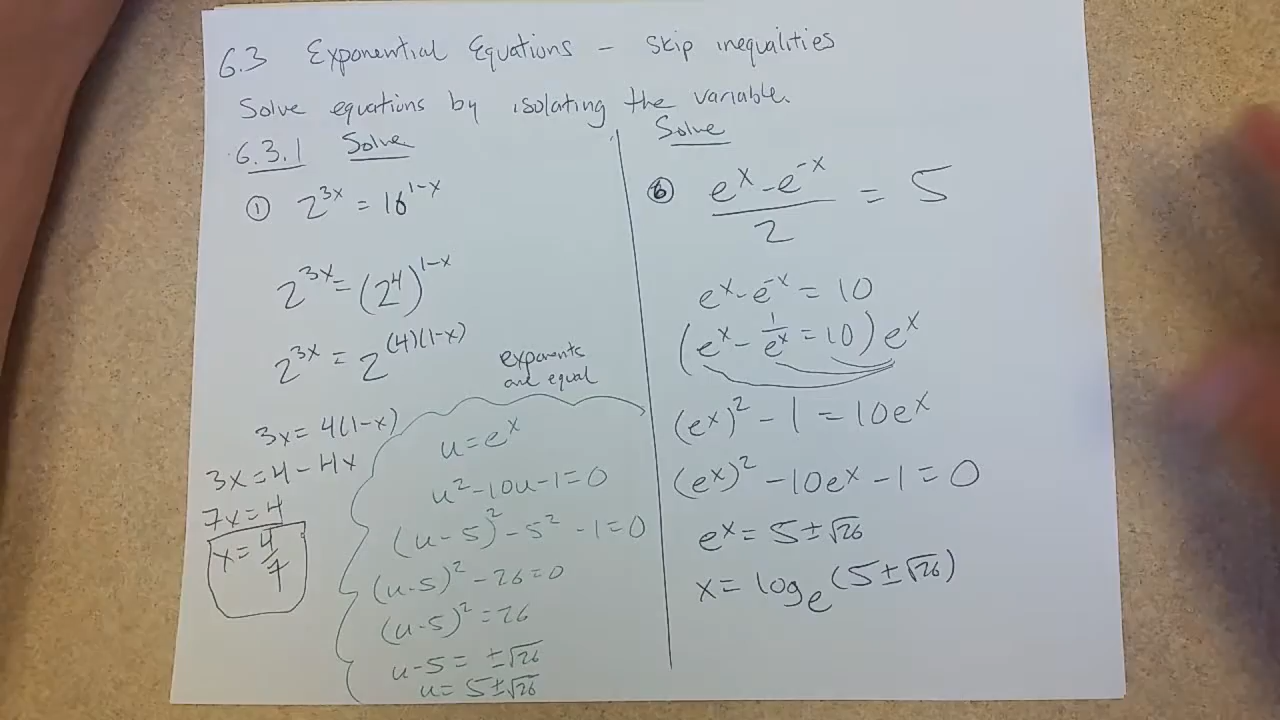 6.3 Exponential Equations – Skip inequalities
Solve equations by isolating the variable.
6.3.1 Solve
① 2^{3x} = 16^{1-x}
2^{3x} = (2^4)^{1-x}
2^{3x} = 2^{(4)(1-x)}
exponents
are equal
3x = 4(1-x)
3x = 4 - 4x
7x = 4
x = 4/7
u = e^x
u² - 10u - 1 = 0
(u - 5)² - 5² - 1 = 0
(u - 5)² - 26 = 0
(u - 5)² = 26
u - 5 = ±√26
u = 5 ± √26
Solve
⑥ (e^x - e^{-x})/2 = 5
e^x - e^{-x} = 10
(e^x - 1/e^x = 10) e^x
(e^x)² - 1 = 10e^x
(e^x)² - 10e^x - 1 = 0
e^x = 5 ± √26
x = log_e (5 ± √26)